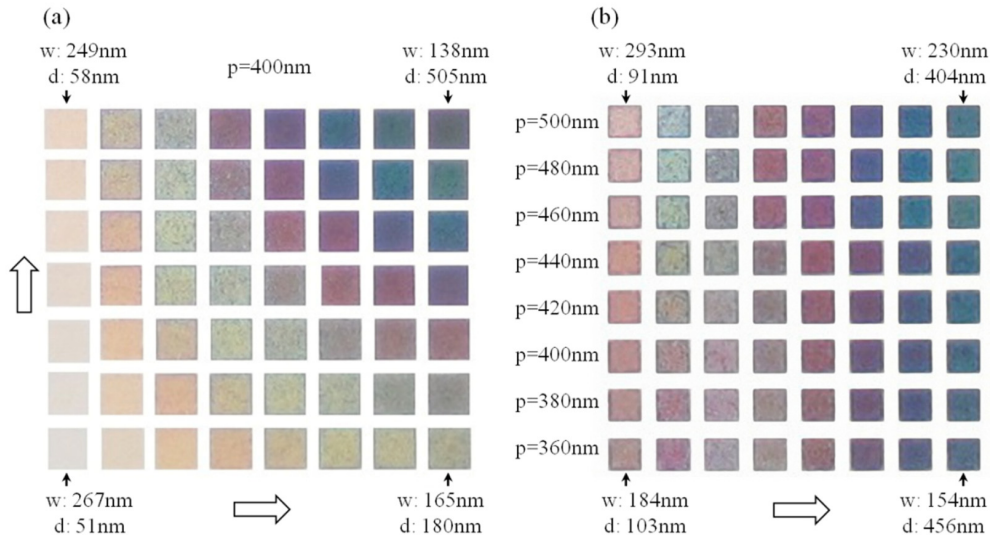 (a)
w: 249nm
d: 58nm
p=400nm
w: 138nm
d: 505nm
w: 267nm
d: 51nm
w: 165nm
d: 180nm
(b)
w: 293nm
d: 91nm
w: 230nm
d: 404nm
p=500nm
p=480nm
p=460nm
p=440nm
p=420nm
p=400nm
p=380nm
p=360nm
w: 184nm
d: 103nm
w: 154nm
d: 456nm